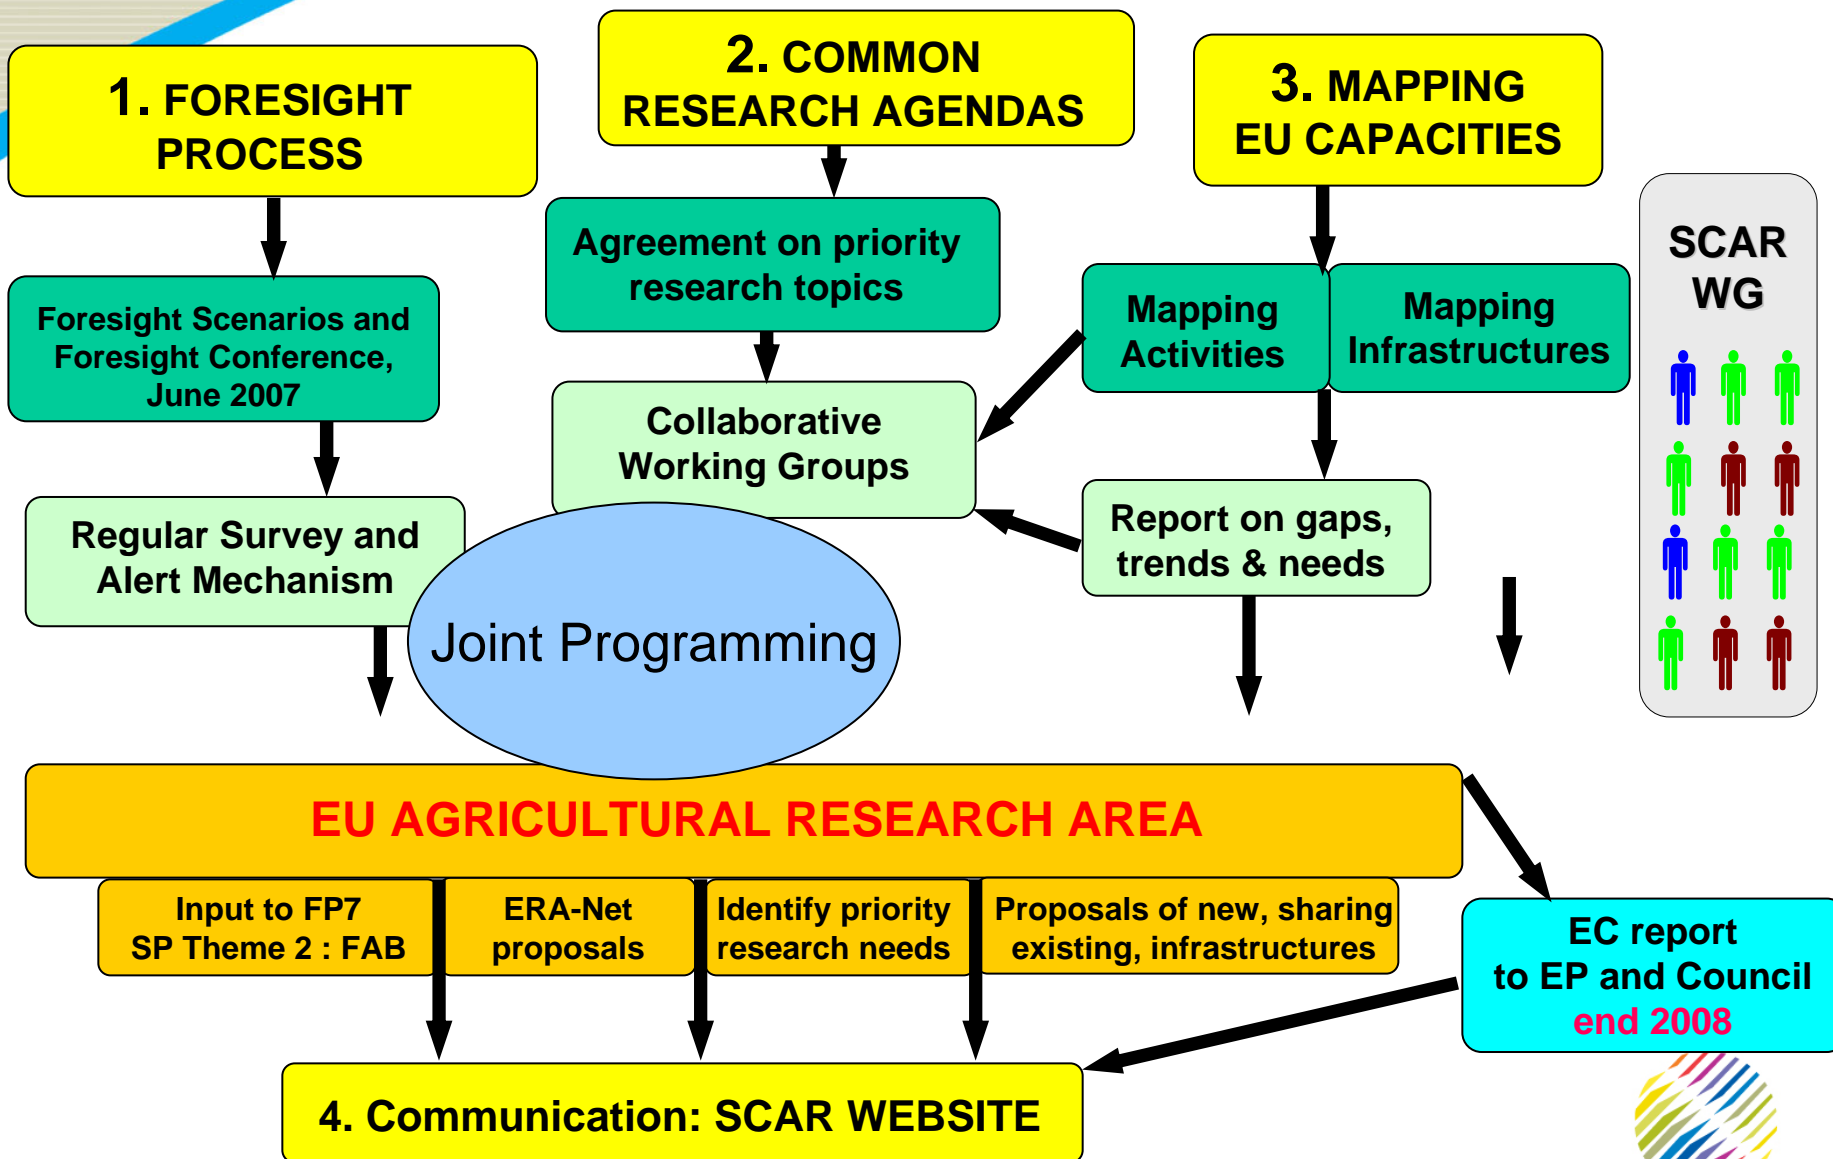 1. FORESIGHT
PROCESS
2. COMMON
RESEARCH AGENDAS
3. MAPPING
EU CAPACITIES
Foresight Scenarios and
Foresight Conference,
June 2007
Agreement on priority
research topics
Mapping
Activities
Mapping
Infrastructures
SCAR
WG
Regular Survey and
Alert Mechanism
Collaborative
Working Groups
Report on gaps,
trends & needs
Joint Programming
EU AGRICULTURAL RESEARCH AREA
Input to FP7
SP Theme 2 : FAB
ERA-Net
proposals
Identify priority
research needs
Proposals of new, sharing
existing, infrastructures
EC report
to EP and Council
end 2008
4. Communication: SCAR WEBSITE